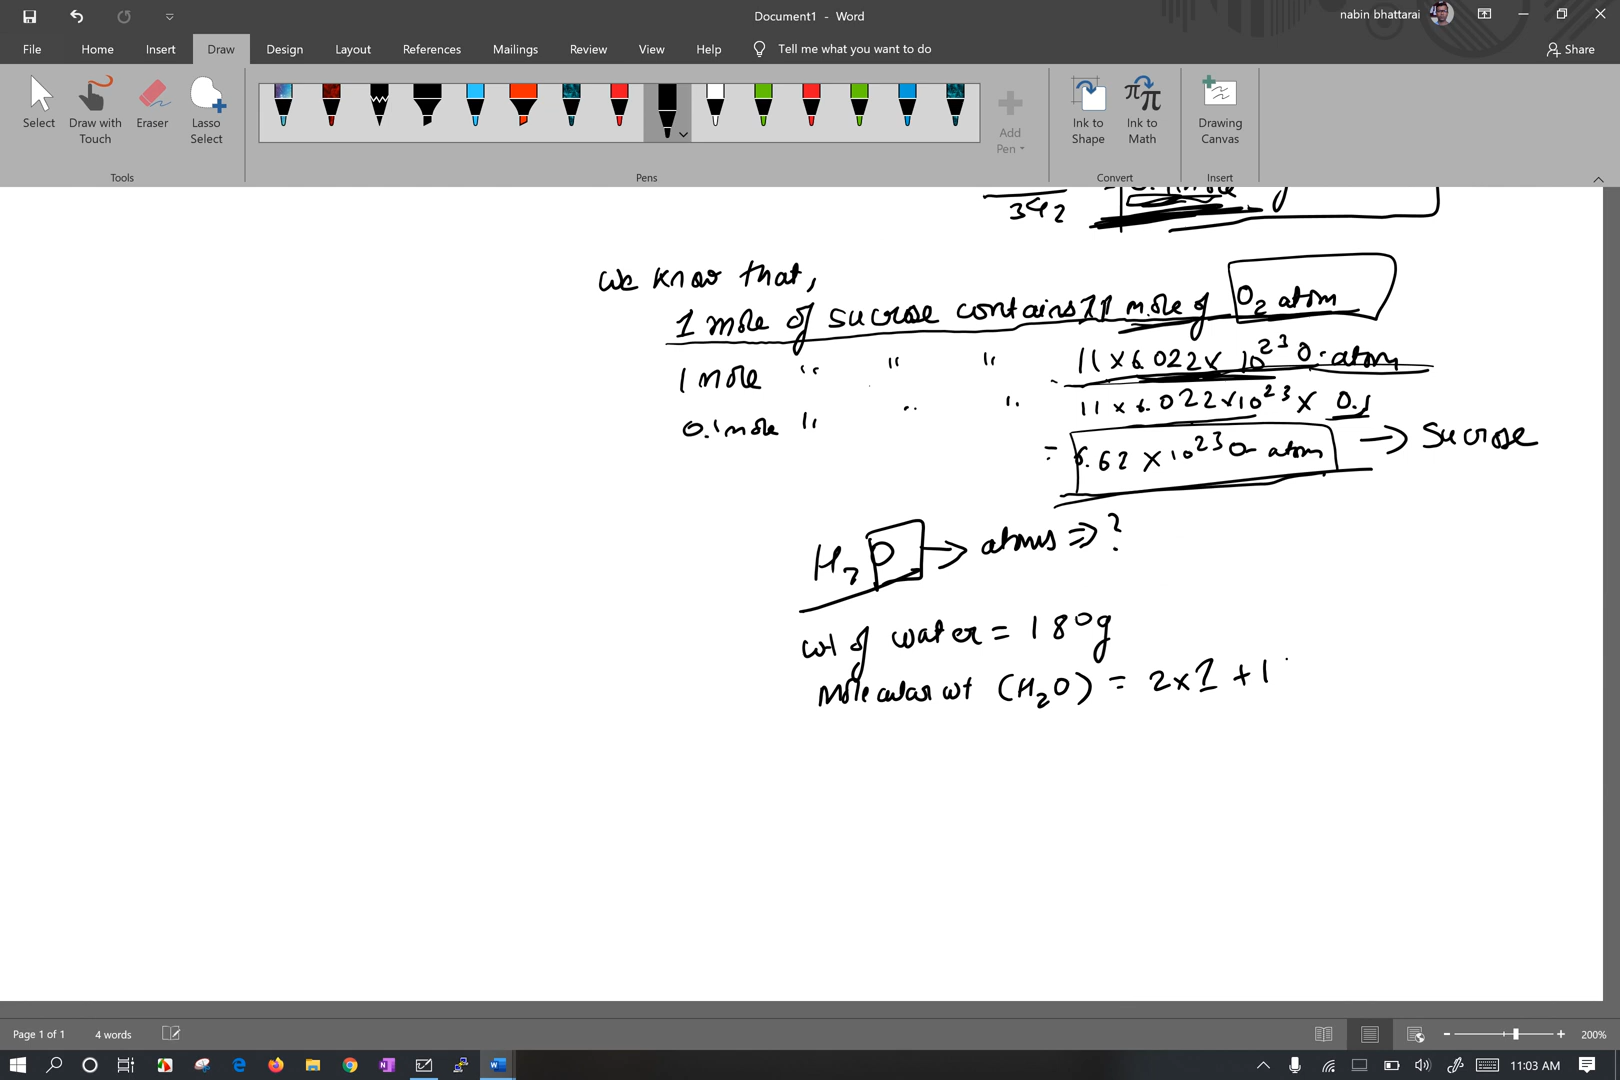 Document1 - Word
nabin bhattarai
File Home Insert Draw Design Layout References Mailings Review View Help Tell me what you want to do Share
Select Draw with Touch Eraser Lasso Select Add Pen Ink to Shape Ink to Math Drawing Canvas
Tools Pens Convert Insert
342
we know that,
1 mole of sucrose contains 11 mole of O2 atom
1 mole " " " 11 x 6.022 x 10^23 O-atom
0.1 mole " " " 11 x 6.022 x 10^23 x 0.1
= 6.62 x 10^23 O-atom → Sucrose
H2O → atoms ⇒ ?
wt of water = 180g
Molecular wt (H2O) = 2x1 + 1
Page 1 of 1 4 words 200%
11:03 AM